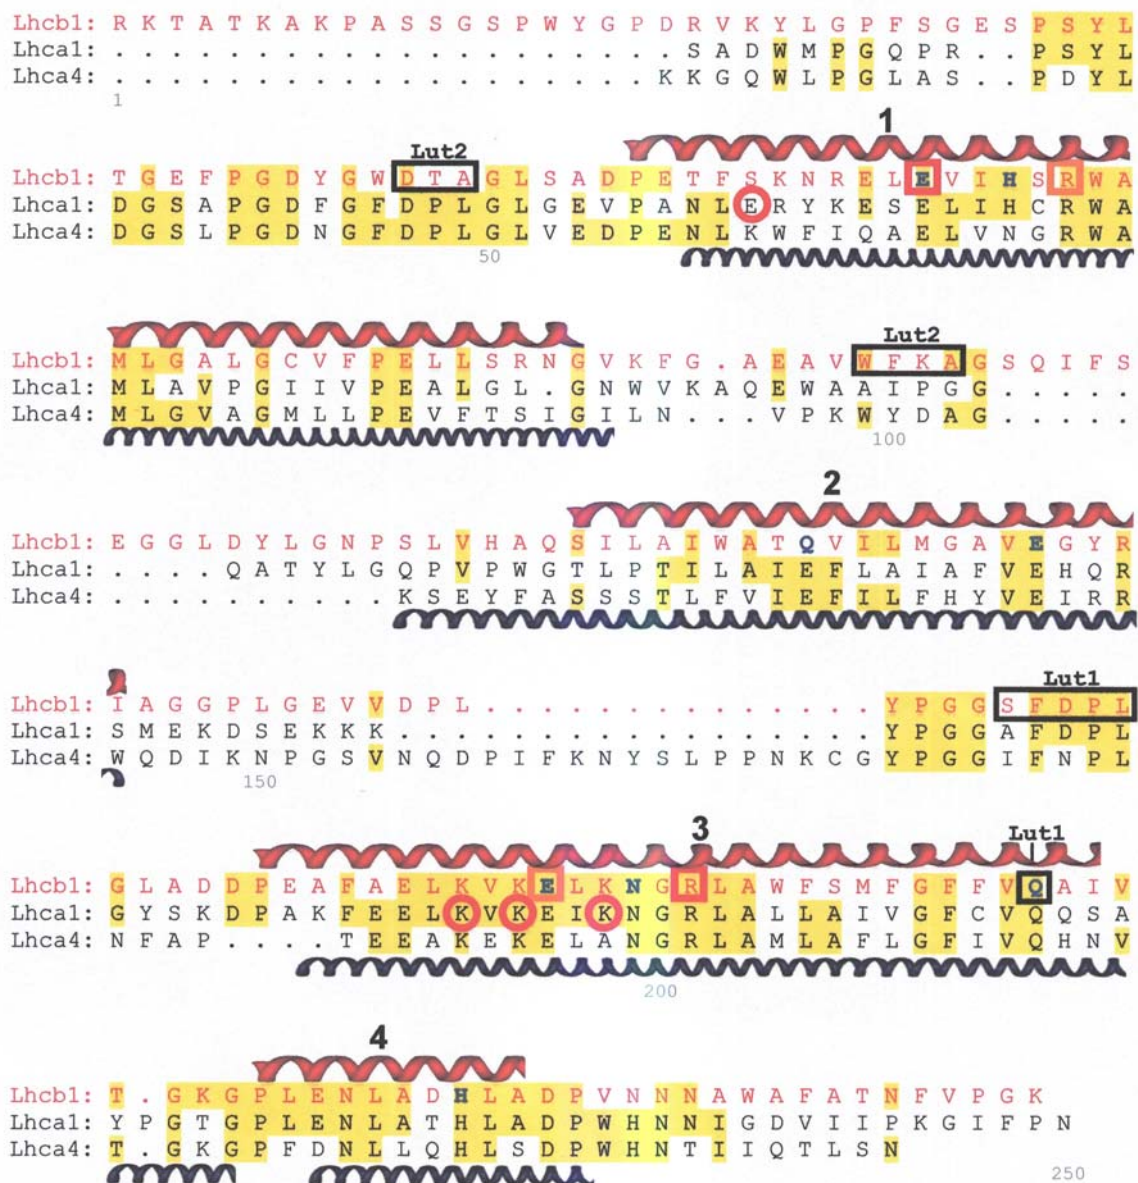 Lhcb1: R K T A T K A K P A S S G S P W Y G P D R V K Y L G P F S G E S P S Y L
Lhca1: . . . . . . . . . . . . . . . . . . . . S A D W M P G Q P R . . P S Y L
Lhca4: . . . . . . . . . . . . . . . . . . . K K G Q W L P G L A S . . P D Y L
1
1
Lut2
Lhcb1: T G E F P G D Y G W D T A G L S A D P E T F S K N R E L E V I H S R W A
Lhca1: D G S A P G D F G F D P L G L G E V P A N L E R Y K E S E L I H C R W A
Lhca4: D G S L P G D N G F D P L G L V E D P E N L K W F I Q A E L V N G R W A
50
Lut2
Lhcb1: M L G A L G C V F P E L L S R N G V K F G . A E A V W F K A G S Q I F S
Lhca1: M L A V P G I I V P E A L G L . G N W V K A Q E W A A I P G G . . . . .
Lhca4: M L G V A G M L L P E V F T S I G I L N . . . V P K W Y D A G . . . . .
100
2
Lhcb1: E G G L D Y L G N P S L V H A Q S I L A I W A T Q V I L M G A V E G Y R
Lhca1: . . . . Q A T Y L G Q P V P W G T L P T I L A I E F L A I A F V E H Q R
Lhca4: . . . . . . . . . . K S E Y F A S S S T L F V I E F I L F H Y V E I R R
Lut1
Lhcb1: I A G G P L G E V V D P L . . . . . . . . . . . . . . Y P G G S F D P L
Lhca1: S M E K D S E K K K . . . . . . . . . . . . . . . . . Y P G G A F D P L
Lhca4: W Q D I K N P G S V N Q D P I F K N Y S L P P N K C G Y P G G I F N P L
150
3
Lut1
Lhcb1: G L A D D P E A F A E L K V K E L K N G R L A W F S M F G F F V Q A I V
Lhca1: G Y S K D P A K F E E L K V K E I K N G R L A L L A I V G F C V Q Q S A
Lhca4: N F A P . . . . T E E A K E K E L A N G R L A M L A F L G F I V Q H N V
200
4
Lhcb1: T . G K G P L E N L A D H L A D P V N N N A W A F A T N F V P G K
Lhca1: Y P G T G P L E N L A T H L A D P W H N N I G D V I I P K G I F P N
Lhca4: T . G K G P F D N L L Q H L S D P W H N T I I Q T L S N
250